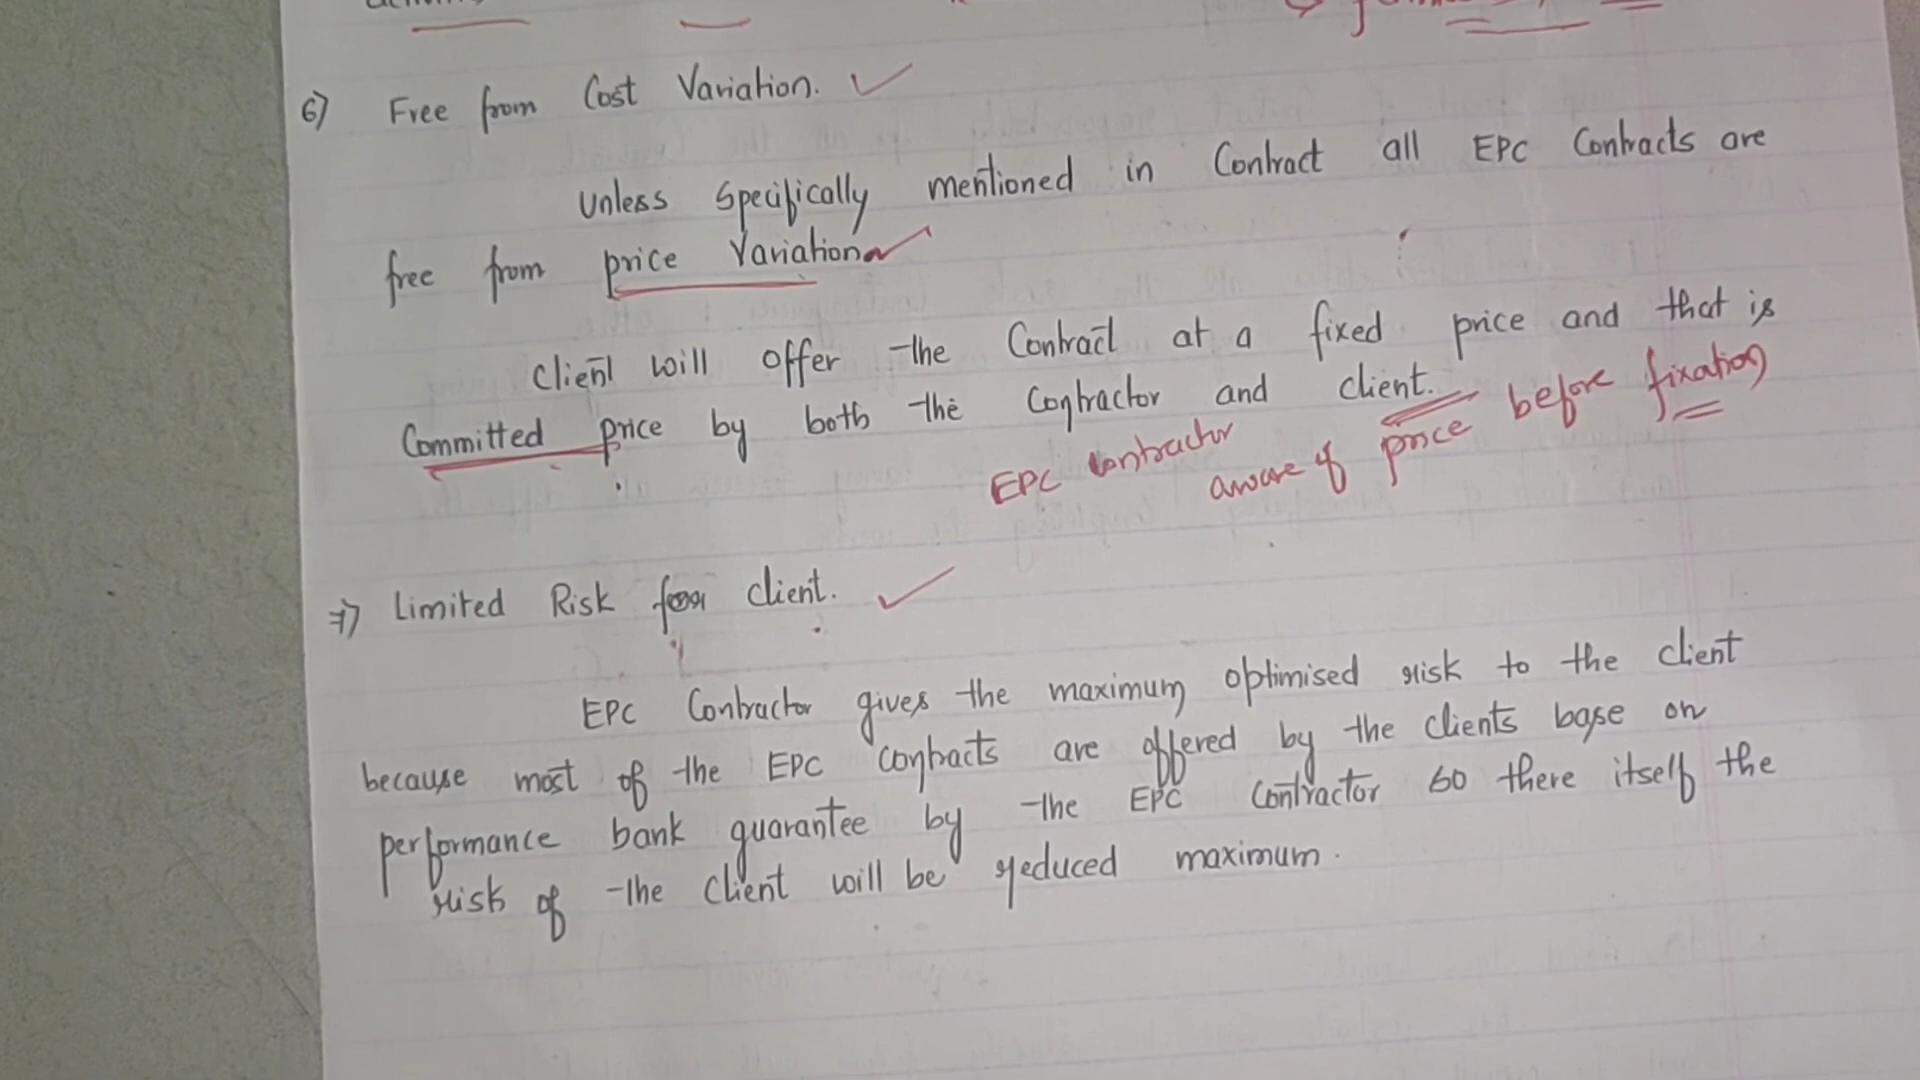 6) Free from Cost Variation.
Unless Specifically mentioned in Contract all EPC Contracts are
free from price Variation
Client will offer the Contract at a fixed price and that is
Committed price by both the Contractor and client.
EPC contractor aware of price before fixation
7) Limited Risk for client.
EPC Contractor gives the maximum optimised risk to the client
because most of the EPC contracts are offered by the clients base on
performance bank guarantee by the EPC Contractor so there itself the
risk of the client will be reduced maximum.